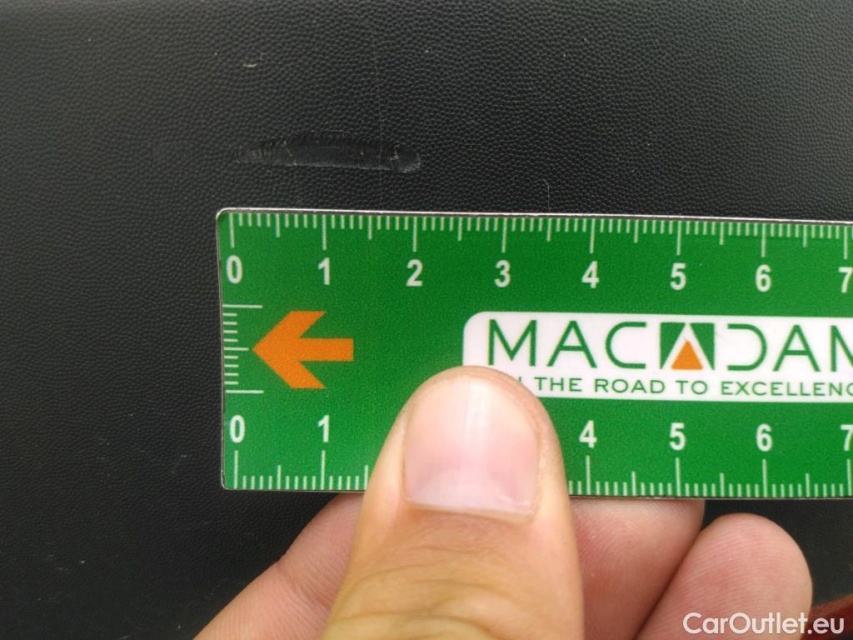 0 1 2 3 4 5 6 7
MACADAM
THE ROAD TO EXCELLENC
0 1 4 5 6 7
CarOutlet.eu